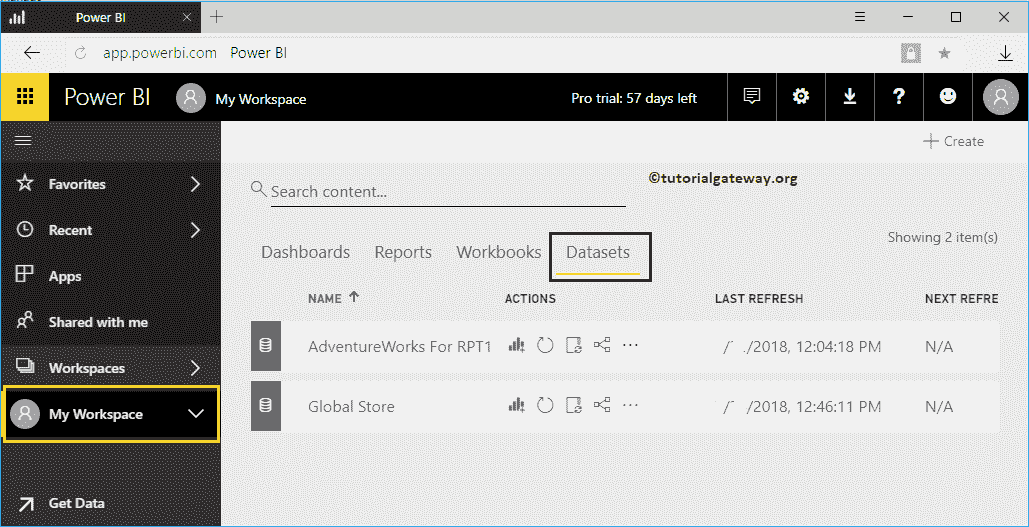 Power BI
app.powerbi.com Power BI
Power BI My Workspace Pro trial: 57 days left ?
Create
Favorites
Search content...
©tutorialgateway.org
Recent
Showing 2 item(s)
Dashboards Reports Workbooks Datasets
Apps
NAME ACTIONS LAST REFRESH NEXT REFRE
Shared with me
AdventureWorks For RPT1 ... / /2018, 12:04:18 PM N/A
Workspaces
Global Store ... / /2018, 12:46:11 PM N/A
My Workspace
Get Data